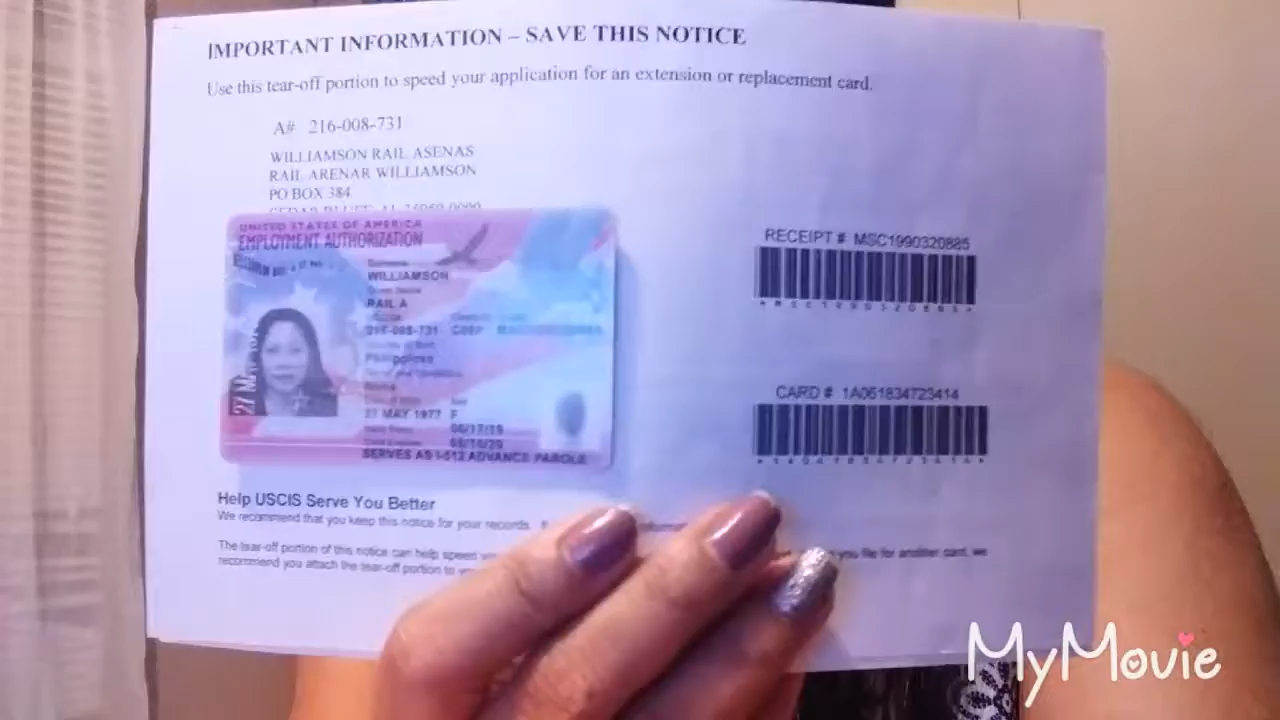 IMPORTANT INFORMATION – SAVE THIS NOTICE
Use this tear-off portion to speed your application for an extension or replacement card.
A# 216-008-731
WILLIAMSON RAIL ASENAS
RAIL ARENAR WILLIAMSON
PO BOX 384
UNITED STATES OF AMERICA
EMPLOYMENT AUTHORIZATION
Surname
WILLIAMSON
Given Name
RAIL A
216-008-731
Philippines
None
27 MAY 1977 F
SERVES AS I-512 ADVANCE PAROLE
RECEIPT # MSC1990320885
CARD # 1A061834723414
Help USCIS Serve You Better
We recommend that you keep this notice for your records.
The tear-off portion of this notice can help speed you file for another card, we
recommend you attach the tear-off portion to
MyMovie